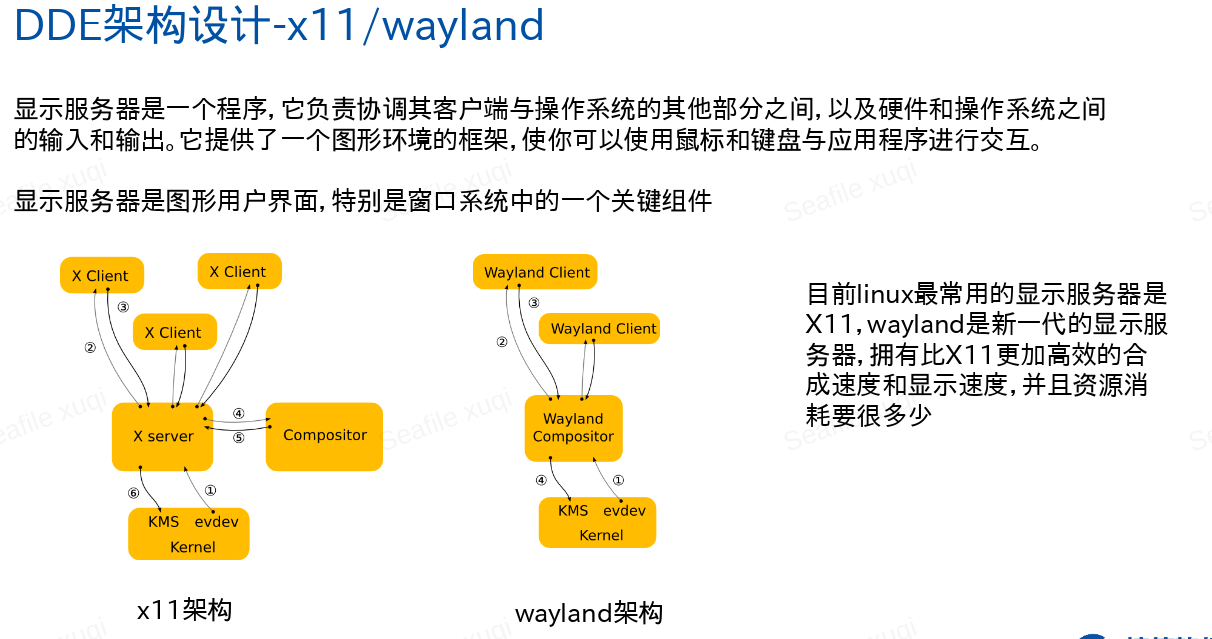 DDE架构设计-x11/wayland
显示服务器是一个程序,它负责协调其客户端与操作系统的其他部分之间,以及硬件和操作系统之间
的输入和输出。它提供了一个图形环境的框架,使你可以使用鼠标和键盘与应用程序进行交互。
显示服务器是图形用户界面,特别是窗口系统中的一个关键组件
X Client
X Client
X Client
③
②
④
⑤
X server
Compositor
⑥
①
KMS evdev
Kernel
x11架构
Wayland Client
③
Wayland Client
②
Wayland
Compositor
④
①
KMS evdev
Kernel
wayland架构
目前linux最常用的显示服务器是
X11,wayland是新一代的显示服
务器,拥有比X11更加高效的合
成速度和显示速度,并且资源消
耗要很多少
Seafile xuqi
Seafile xuqi
Seafile xuqi
Seafile xuqi